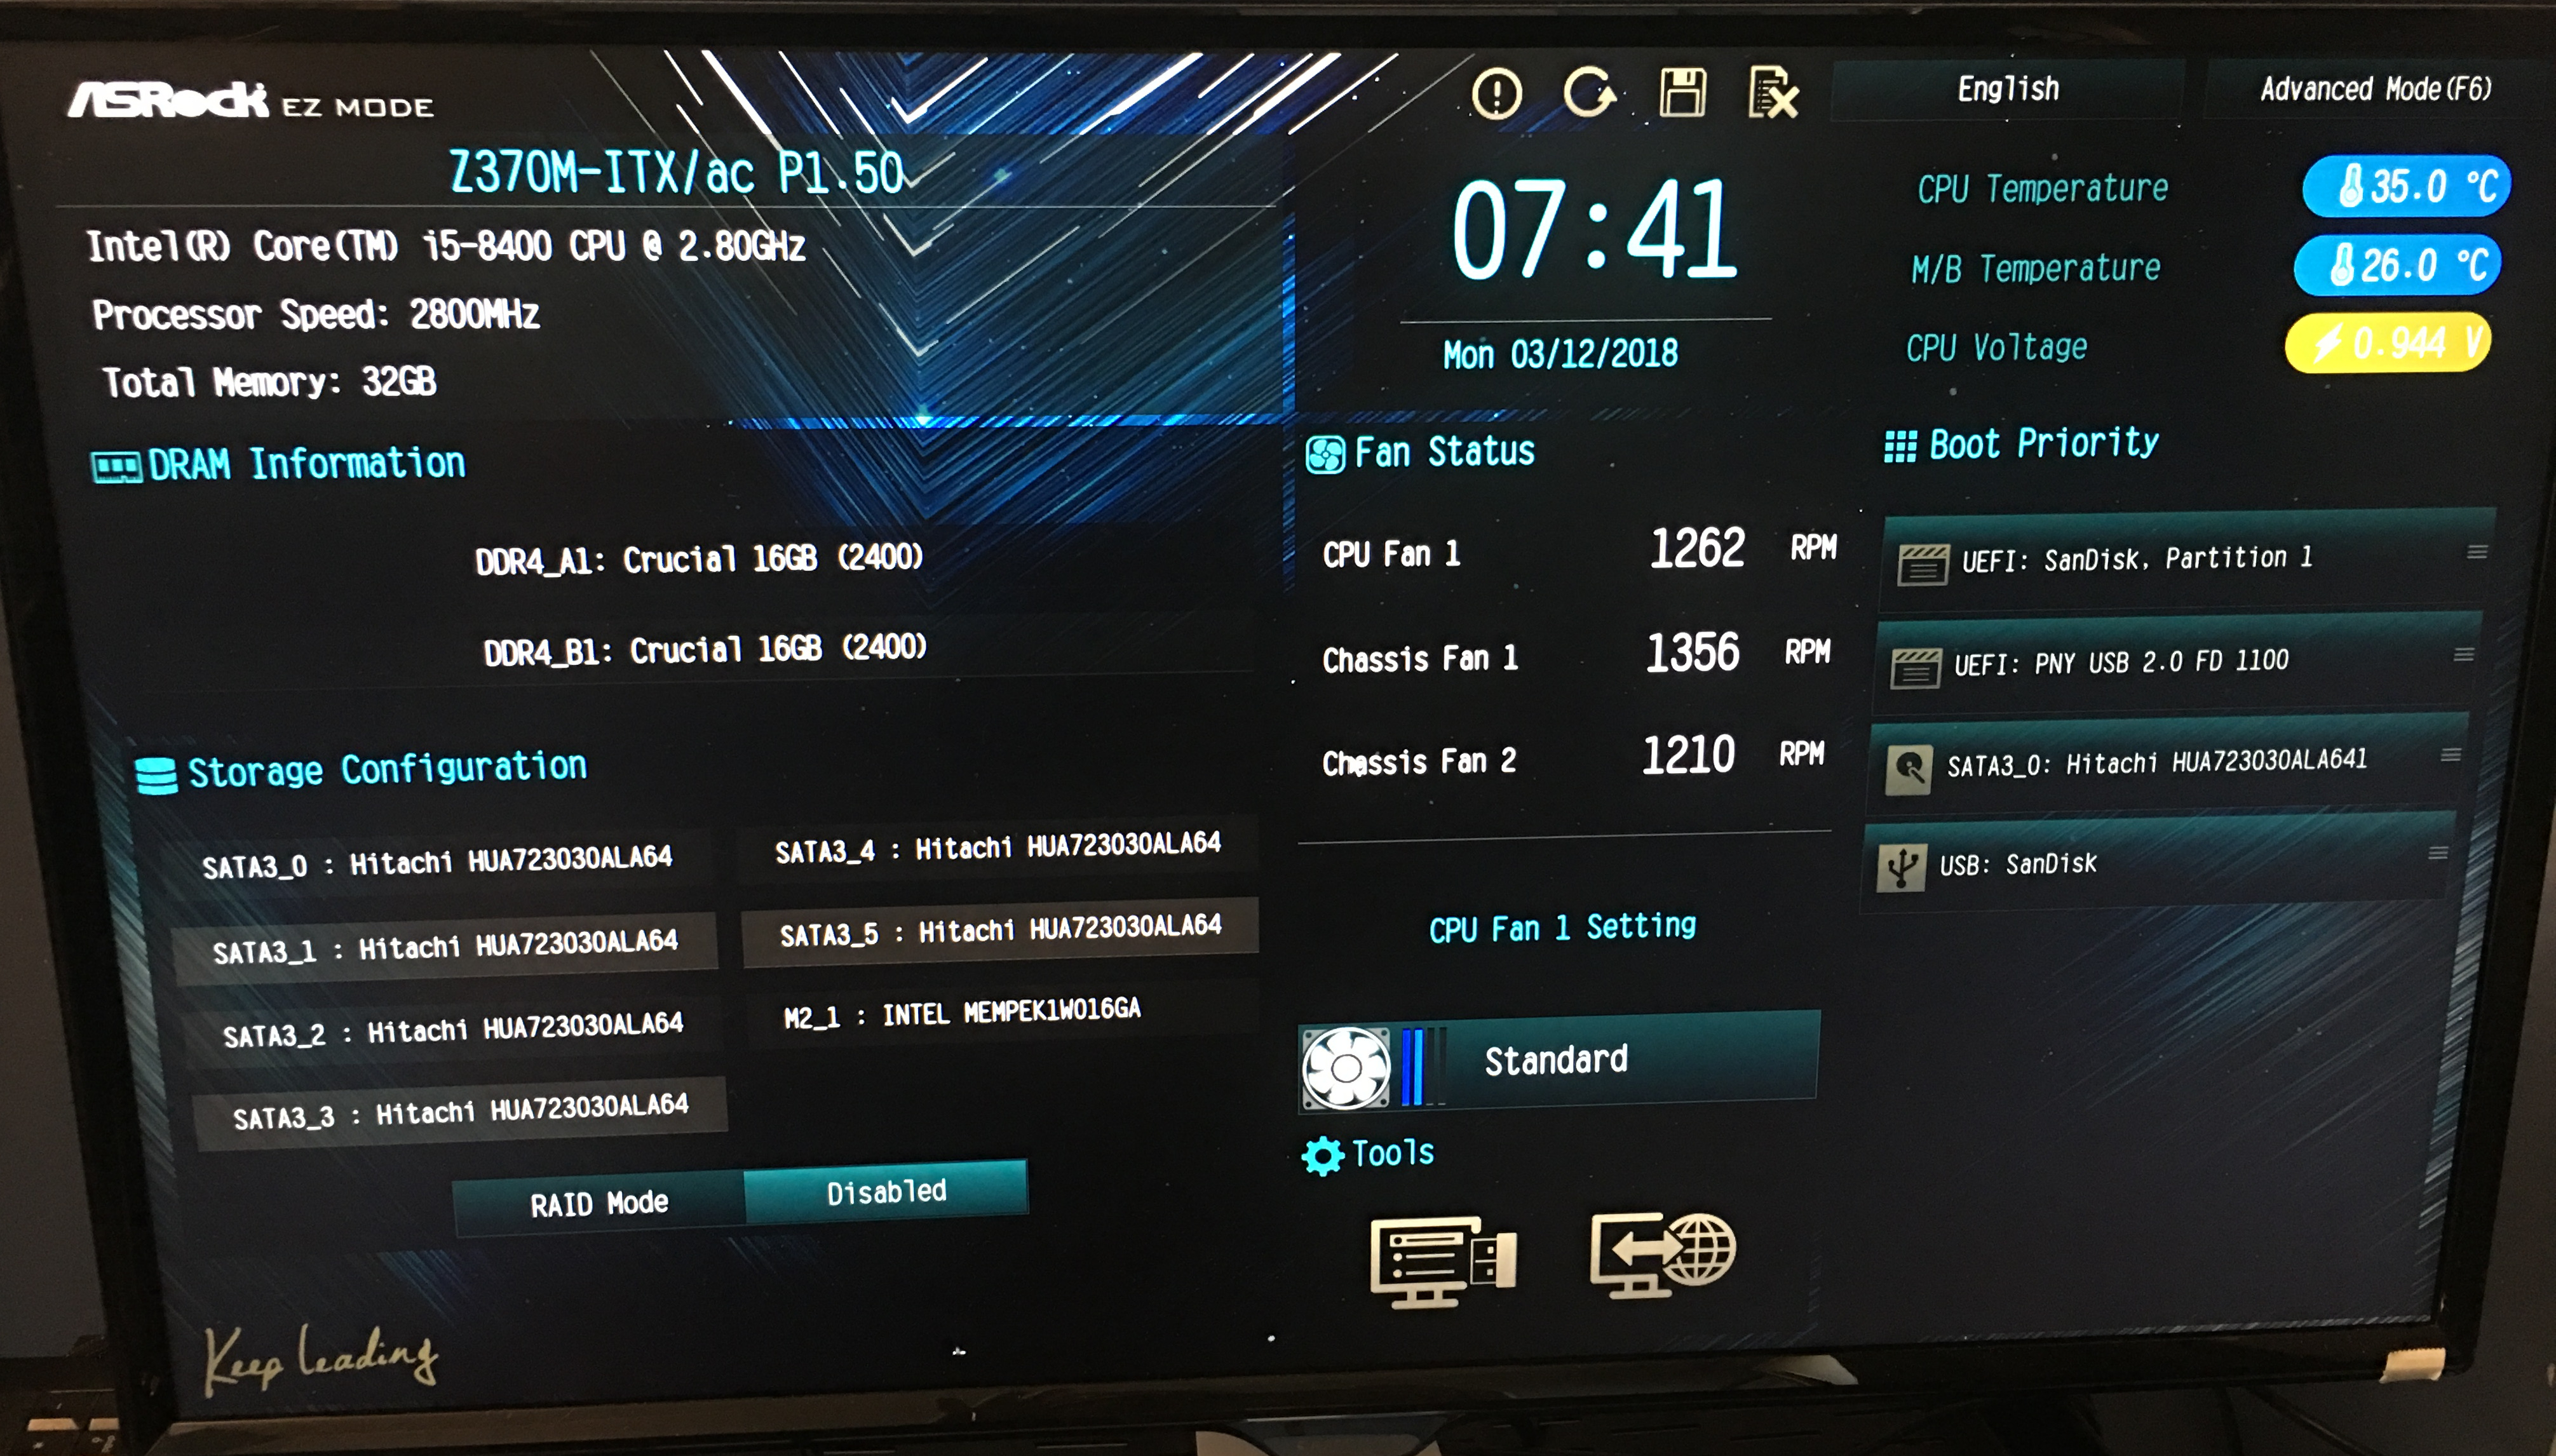 ASRock EZ MODE
English
Advanced Mode(F6)
Z370M-ITX/ac P1.50
Intel(R) Core(TM) i5-8400 CPU @ 2.80GHz
Processor Speed: 2800MHz
Total Memory: 32GB
07:41
Mon 03/12/2018
CPU Temperature 35.0 °C
M/B Temperature 26.0 °C
CPU Voltage 0.944 V
DRAM Information
DDR4_A1: Crucial 16GB (2400)
DDR4_B1: Crucial 16GB (2400)
Storage Configuration
SATA3_0 : Hitachi HUA723030ALA64
SATA3_1 : Hitachi HUA723030ALA64
SATA3_2 : Hitachi HUA723030ALA64
SATA3_3 : Hitachi HUA723030ALA64
SATA3_4 : Hitachi HUA723030ALA64
SATA3_5 : Hitachi HUA723030ALA64
M2_1 : INTEL MEMPEK1W016GA
RAID Mode Disabled
Fan Status
CPU Fan 1 1262 RPM
Chassis Fan 1 1356 RPM
Chassis Fan 2 1210 RPM
CPU Fan 1 Setting
Standard
Tools
Boot Priority
UEFI: SanDisk, Partition 1
UEFI: PNY USB 2.0 FD 1100
SATA3_0: Hitachi HUA723030ALA641
USB: SanDisk
Keep Leading